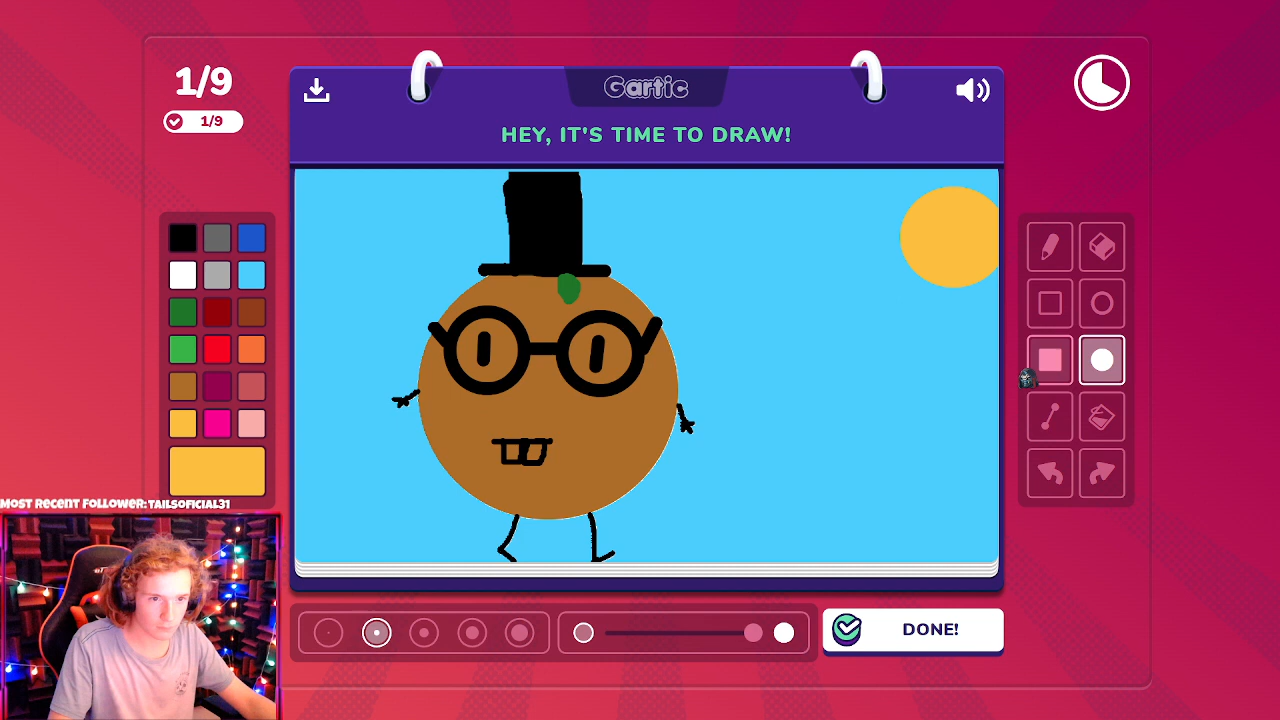 1/9
1/9
Gartic
HEY, IT'S TIME TO DRAW!
MOST RECENT FOLLOWER: TAILSOFICIAL31
DONE!